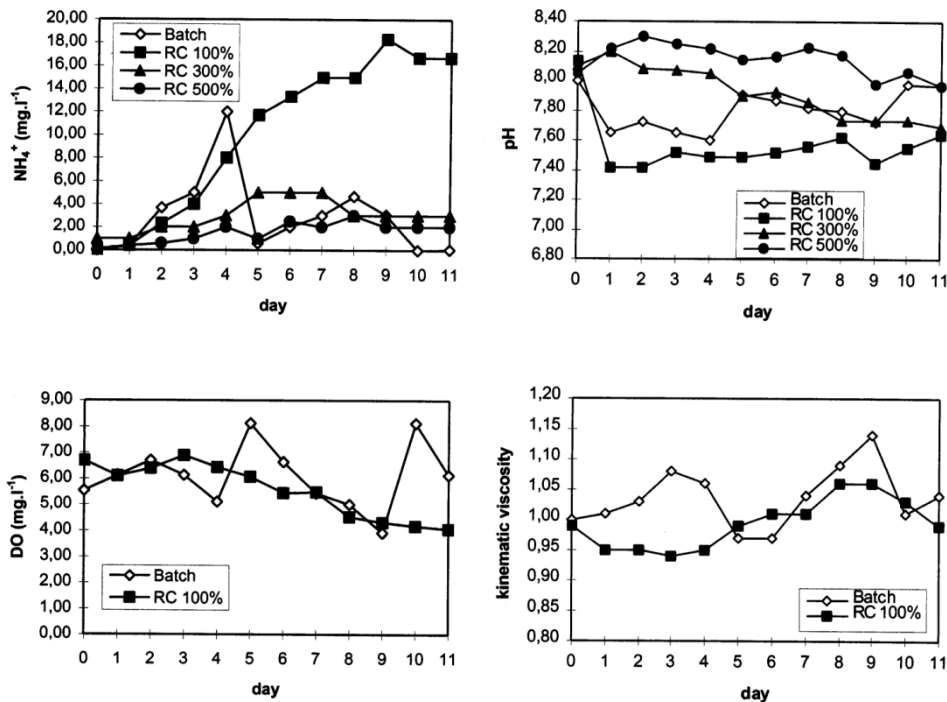 NH₄⁺ (mg.l⁻¹)
20,00
18,00
16,00
14,00
12,00
10,00
8,00
6,00
4,00
2,00
0,00
Batch
RC 100%
RC 300%
RC 500%
0 1 2 3 4 5 6 7 8 9 10 11
day
pH
8,40
8,20
8,00
7,80
7,60
7,40
7,20
7,00
6,80
Batch
RC 100%
RC 300%
RC 500%
0 1 2 3 4 5 6 7 8 9 10 11
day
DO (mg.l⁻¹)
9,00
8,00
7,00
6,00
5,00
4,00
3,00
2,00
1,00
0,00
Batch
RC 100%
0 1 2 3 4 5 6 7 8 9 10 11
day
kinematic viscosity
1,20
1,15
1,10
1,05
1,00
0,95
0,90
0,85
0,80
Batch
RC 100%
0 1 2 3 4 5 6 7 8 9 10 11
day